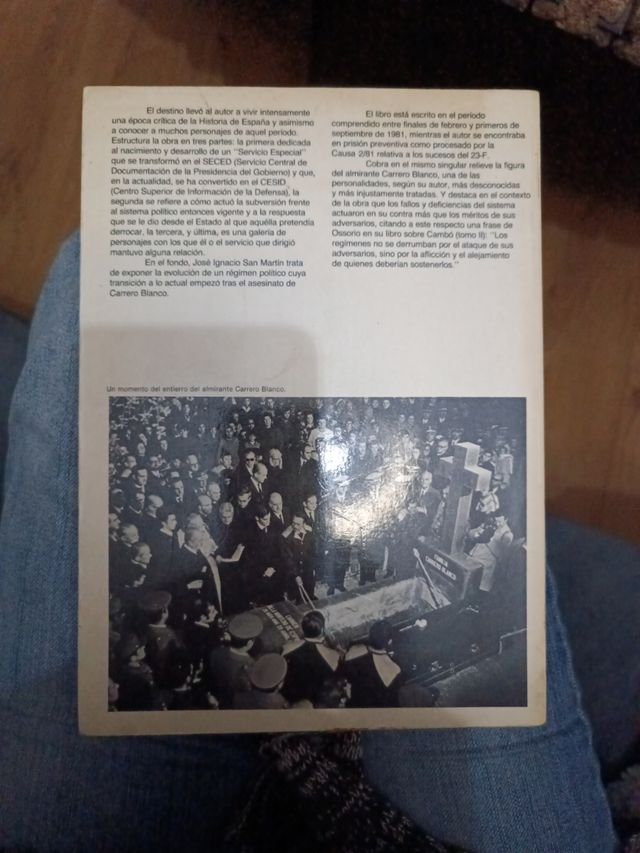 El destino llevó al autor a vivir intensamente
una época crítica de la Historia de España y asimismo
a conocer a muchos personajes de aquel período.
Estructura la obra en tres partes: la primera dedicada
al nacimiento y desarrollo de un "Servicio Especial"
que se transformó en el SECED (Servicio Central de
Documentación de la Presidencia del Gobierno) y que,
en la actualidad, se ha convertido en el CESID
(Centro Superior de Información de la Defensa), la
segunda se refiere a cómo actuó la subversión frente
al sistema político entonces vigente y a la respuesta
que se le dio desde el Estado al que aquélla pretendía
derrocar, la tercera, y última, es una galería de
personajes con los que él o el servicio que dirigió
mantuvo alguna relación.
En el fondo, José Ignacio San Martín trata
de exponer la evolución de un régimen político cuya
transición a lo actual empezó tras el asesinato de
Carrero Blanco.
El libro está escrito en el período
comprendido entre finales de febrero y primeros de
septiembre de 1981, mientras el autor se encontraba
en prisión preventiva como procesado por la
Causa 2/81 relativa a los sucesos del 23-F.
Cobra en el mismo singular relieve la figura
del almirante Carrero Blanco, una de las
personalidades, según su autor, más desconocidas
y más injustamente tratadas. Y destaca en el contexto
de la obra que los fallos y deficiencias del sistema
actuaron en su contra más que los méritos de sus
adversarios, citando a este respecto una frase de
Ossorio en su libro sobre Cambó (tomo II): "Los
regímenes no se derrumban por el ataque de sus
adversarios, sino por la aflicción y el alejamiento
de quienes deberían sostenerlos."
Un momento del entierro del almirante Carrero Blanco.
FAMILIA
CARRERO BLANCO